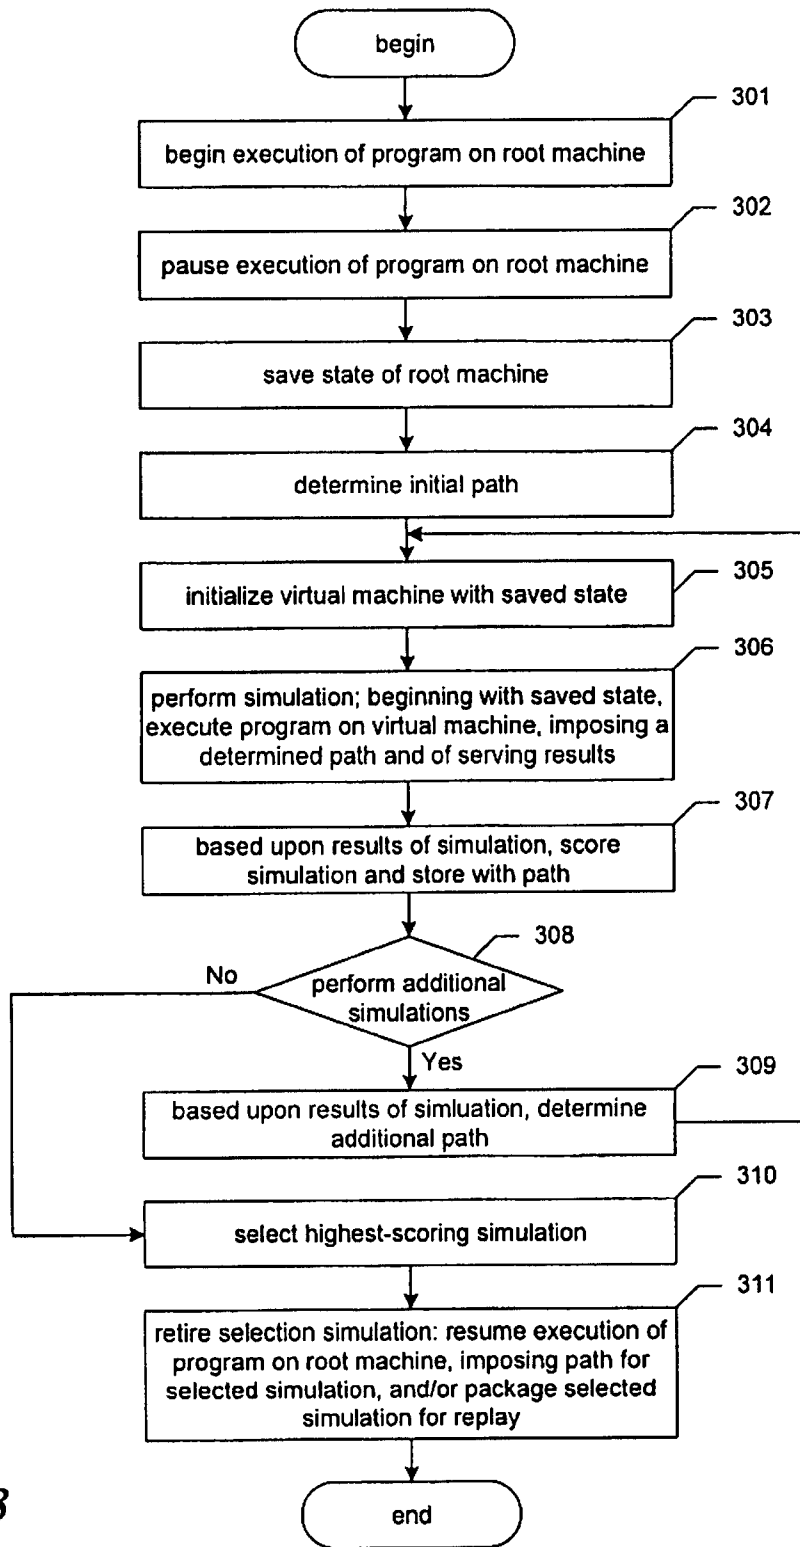 begin
301
begin execution of program on root machine
302
pause execution of program on root machine
303
save state of root machine
304
determine initial path
305
initialize virtual machine with saved state
306
perform simulation; beginning with saved state,
execute program on virtual machine, imposing a
determined path and of serving results
307
based upon results of simulation, score
simulation and store with path
308
No
perform additional
simulations
Yes
309
based upon results of simluation, determine
additional path
310
select highest-scoring simulation
311
retire selection simulation: resume execution of
program on root machine, imposing path for
selected simulation, and/or package selected
simulation for replay
end